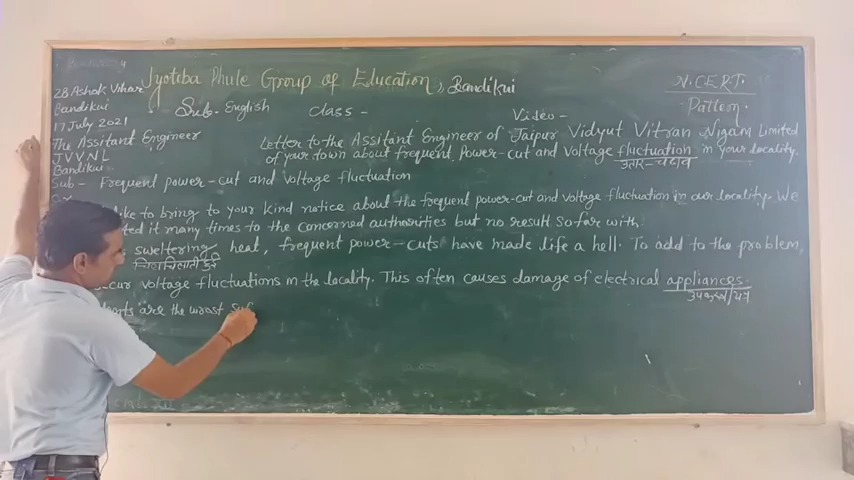 Jyotiba Phule Group of Education, Bandikui
N.C.E.R.T.
Pattern.
Sub. English Class - Video -
28 Ashok Vihar
Bandikui
17 July 2021
The Assitant Engineer
J V V N L
Bandikui
Letter to the Assitant Engineer of Jaipur Vidyut Vitran Nigam Limited
of your town about frequent Power-cut and voltage fluctuation in your locality.
उतार-चढ़ाव
Sub - Frequent power-cut and voltage fluctuation
like to bring to your kind notice about the frequent power-cut and voltage fluctuation in our locality. We
it many times to the concerned authorities but no result so far with
sweltering heat, frequent power-cuts have made life a hell. To add to the problem,
voltage fluctuations in the locality. This often causes damage of electrical appliances.
are the worst